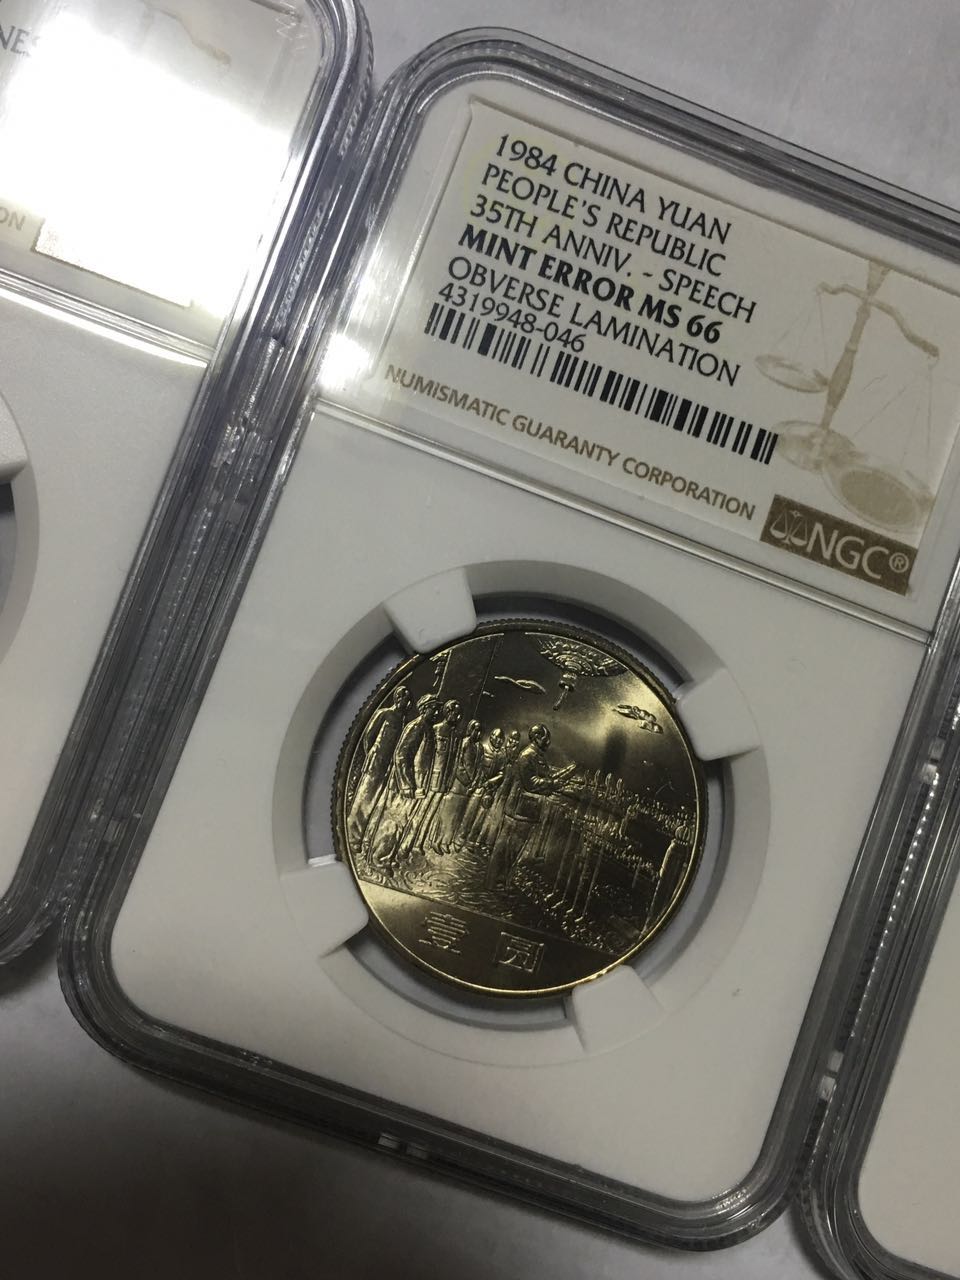 1984 CHINA YUAN
PEOPLE'S REPUBLIC
35TH ANNIV. - SPEECH
MINT ERROR MS 66
OBVERSE LAMINATION
4319948-046
NUMISMATIC GUARANTY CORPORATION
NGC®
壹圆